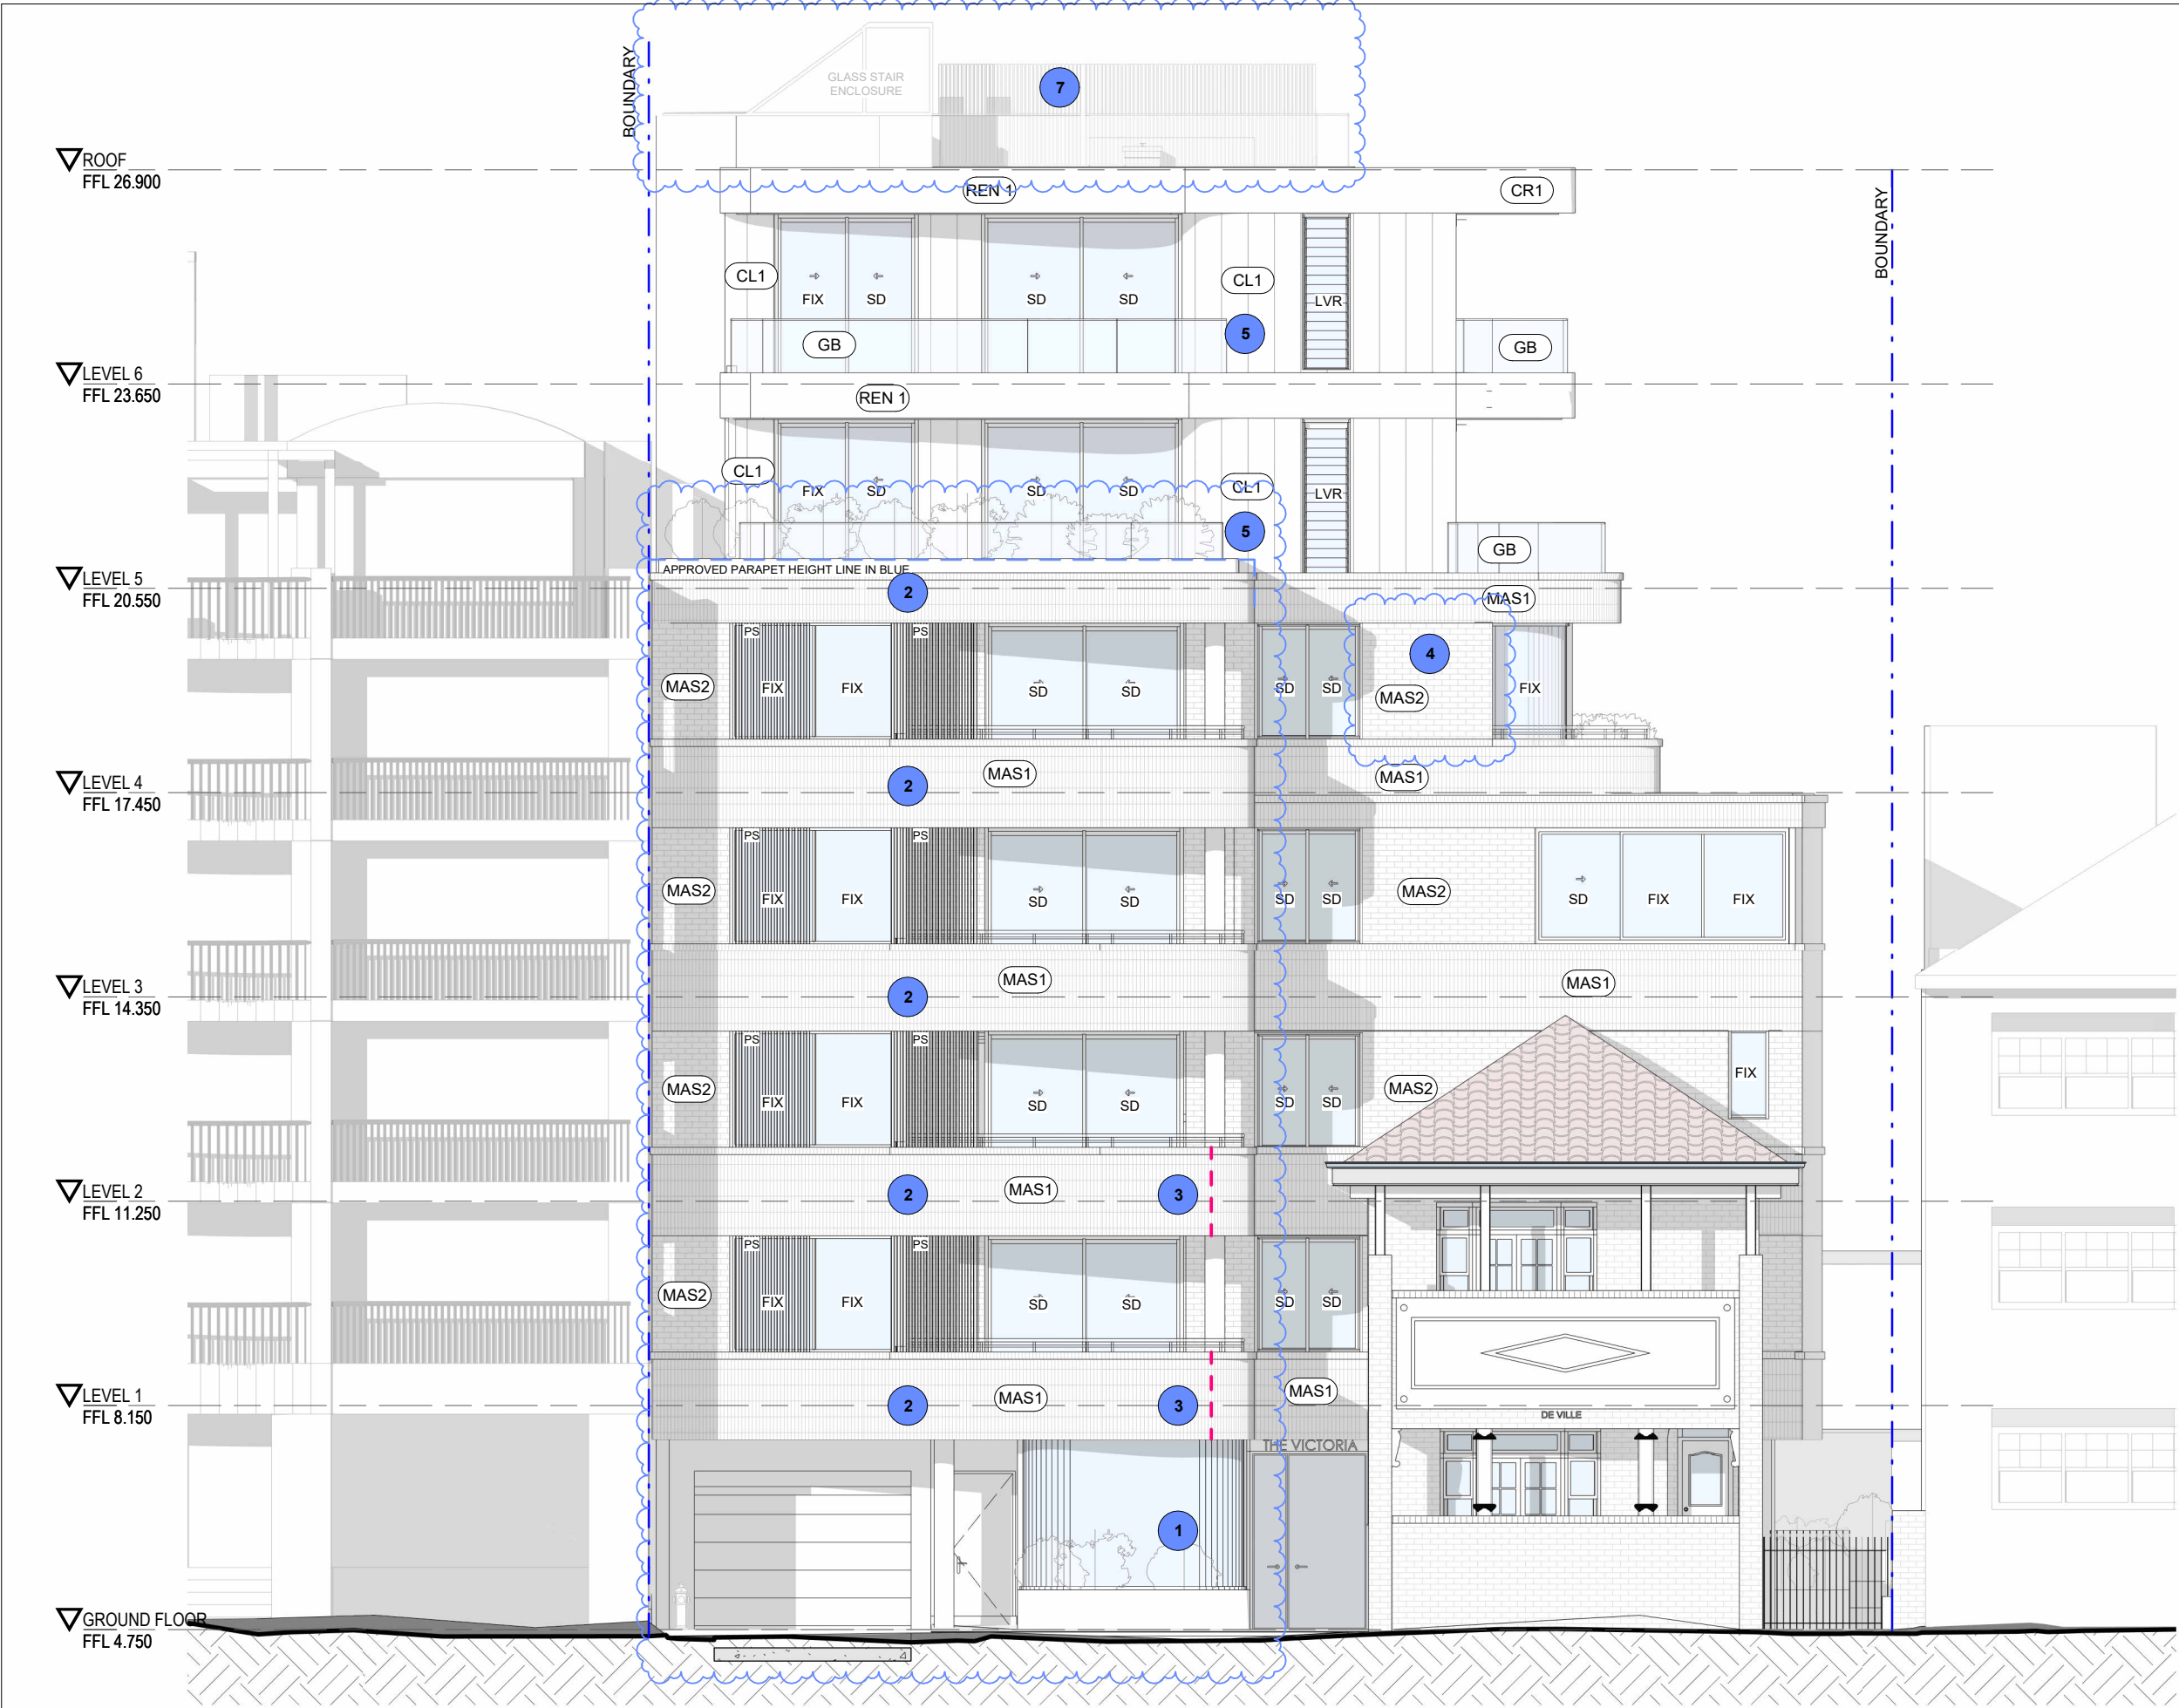 BOUNDARY
GLASS STAIR
ENCLOSURE
7
ROOF
FFL 26.900
REN 1
CR1
BOUNDARY
CL1
FIX
SD
SD
SD
CL1
LVR
5
GB
GB
LEVEL 6
FFL 23.650
REN 1
CL1
FIX
SD
SD
SD
CL1
LVR
5
GB
APPROVED PARAPET HEIGHT LINE IN BLUE
LEVEL 5
FFL 20.550
2
MAS1
PS
PS
4
MAS2
FIX
FIX
SD
SD
SD
SD
MAS2
FIX
MAS1
MAS1
LEVEL 4
FFL 17.450
2
PS
PS
MAS2
FIX
FIX
SD
SD
SD
SD
MAS2
SD
FIX
FIX
MAS1
MAS1
LEVEL 3
FFL 14.350
2
PS
PS
MAS2
FIX
FIX
SD
SD
SD
SD
MAS2
FIX
LEVEL 2
FFL 11.250
2
MAS1
3
PS
PS
MAS2
FIX
FIX
SD
SD
SD
SD
LEVEL 1
FFL 8.150
2
MAS1
3
MAS1
DE VILLE
THE VICTORIA
1
GROUND FLOOR
FFL 4.750